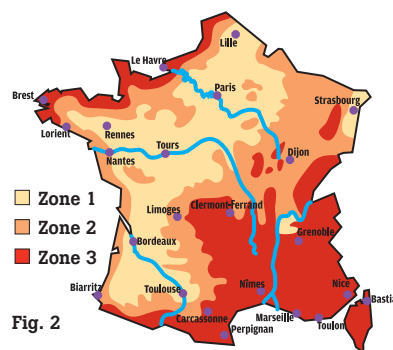 Lille
Le Havre
Paris
Brest
Strasbourg
Rennes
Lorient
Tours
Dijon
Nantes
Zone 1
Zone 2
Zone 3
Limoges
Clermont-Ferrand
Grenoble
Bordeaux
Biarritz
Toulouse
Nîmes
Nice
Bastia
Marseille
Toulon
Carcassonne
Perpignan
Fig. 2